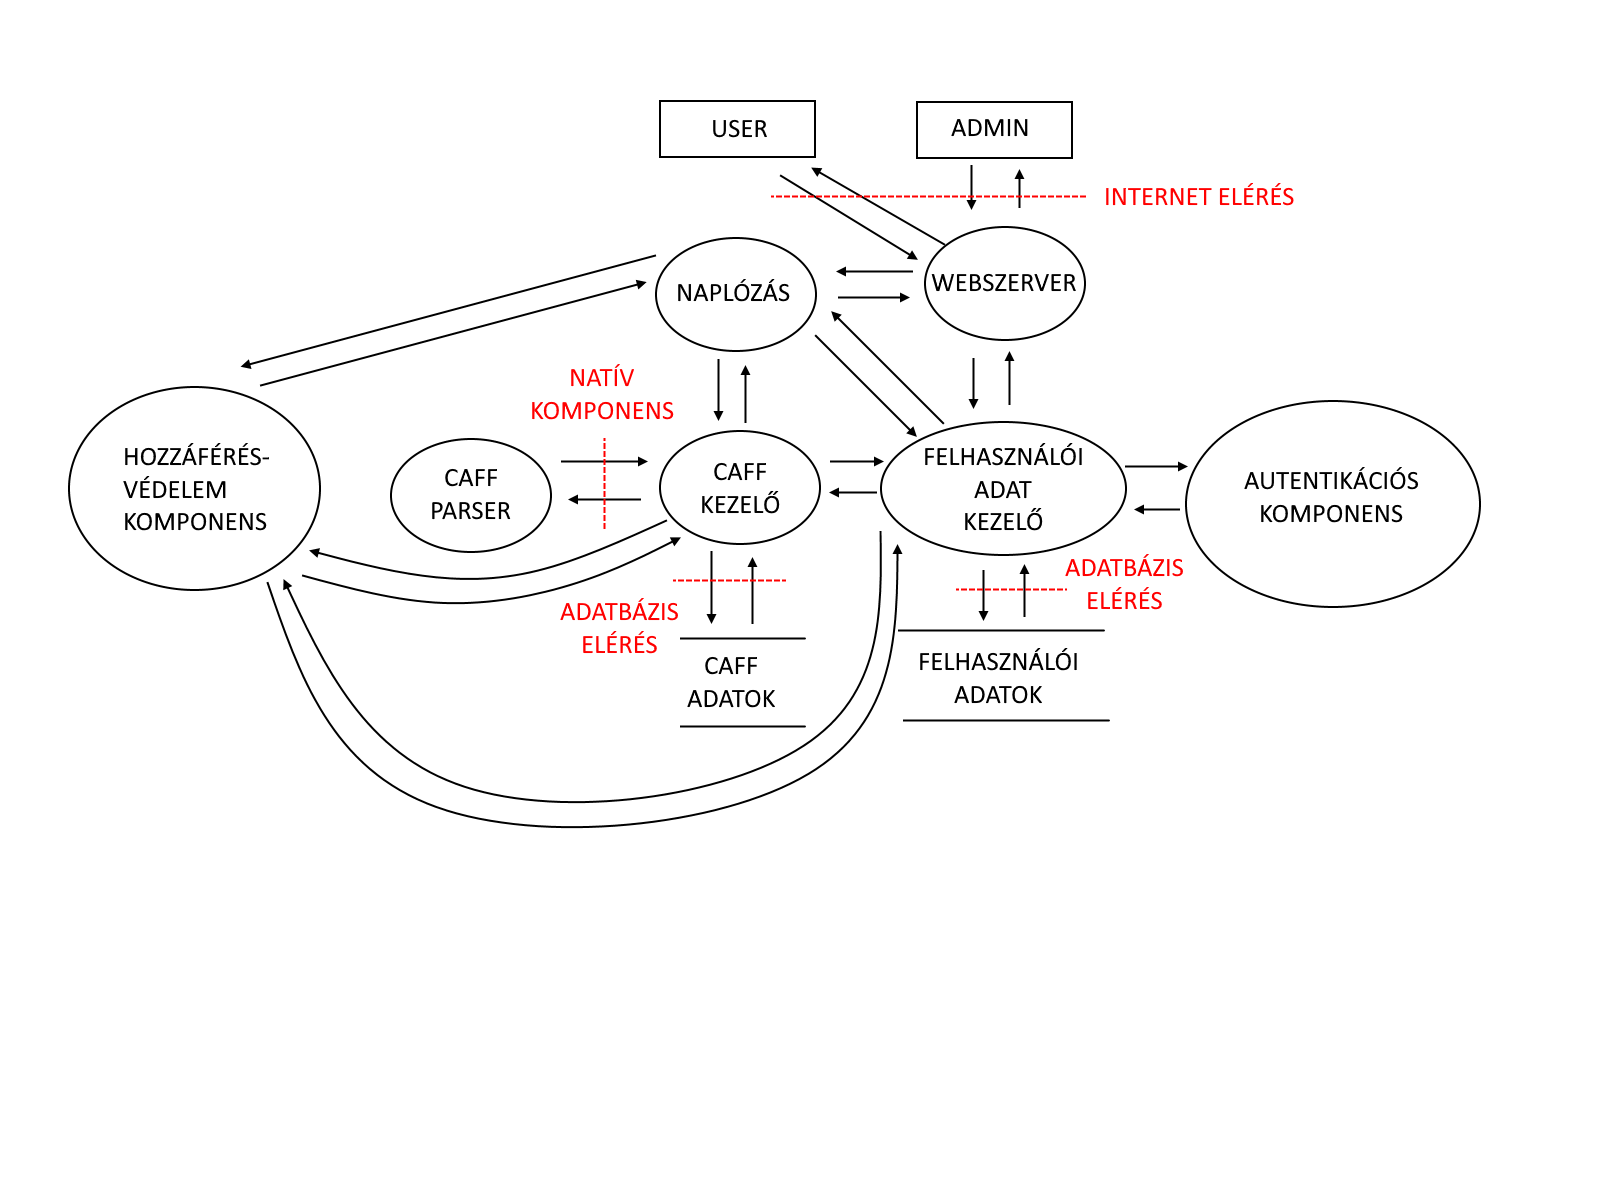 USER
ADMIN
INTERNET ELÉRÉS
NAPLÓZÁS
WEBSZERVER
NATÍV
KOMPONENS
HOZZÁFÉRÉS-
VÉDELEM
KOMPONENS
CAFF
PARSER
CAFF
KEZELŐ
FELHASZNÁLÓI
ADAT
KEZELŐ
AUTENTIKÁCIÓS
KOMPONENS
ADATBÁZIS
ELÉRÉS
ADATBÁZIS
ELÉRÉS
CAFF
ADATOK
FELHASZNÁLÓI
ADATOK